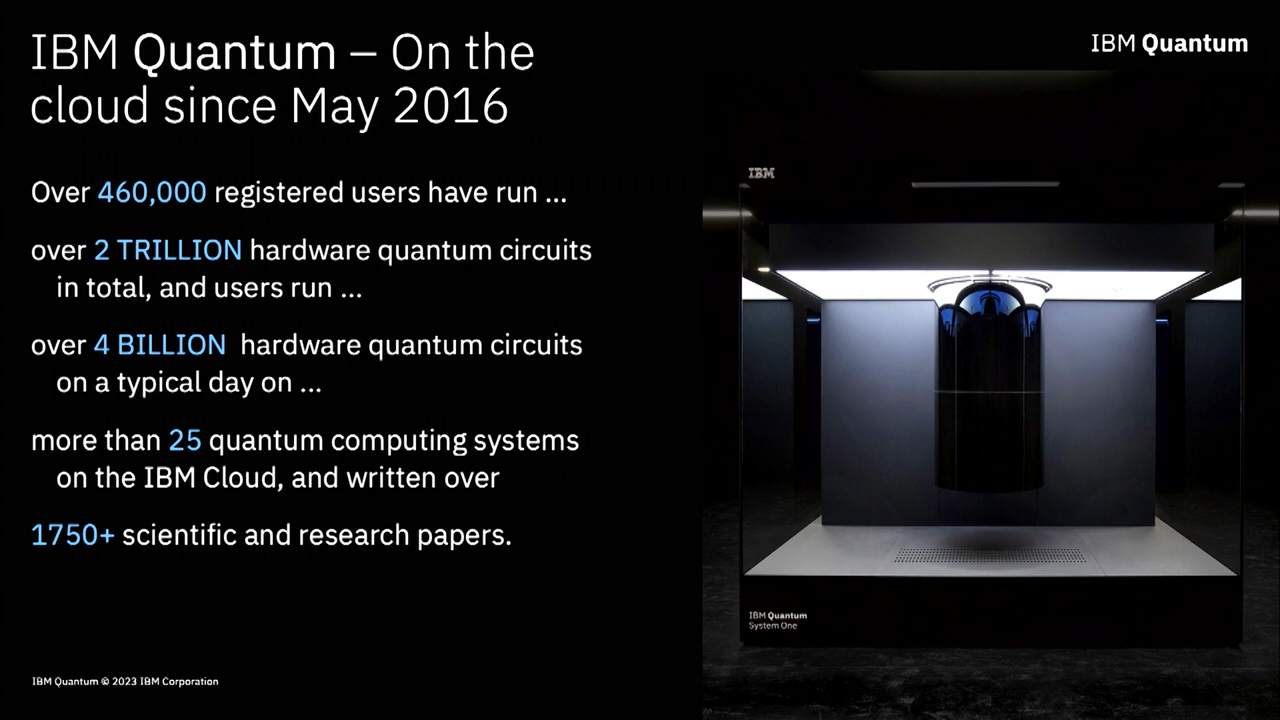 IBM Quantum – On the
cloud since May 2016
IBM Quantum
Over 460,000 registered users have run ...
over 2 TRILLION hardware quantum circuits
in total, and users run ...
over 4 BILLION hardware quantum circuits
on a typical day on ...
more than 25 quantum computing systems
on the IBM Cloud, and written over
1750+ scientific and research papers.
IBM
IBM Quantum
System One
IBM Quantum © 2023 IBM Corporation